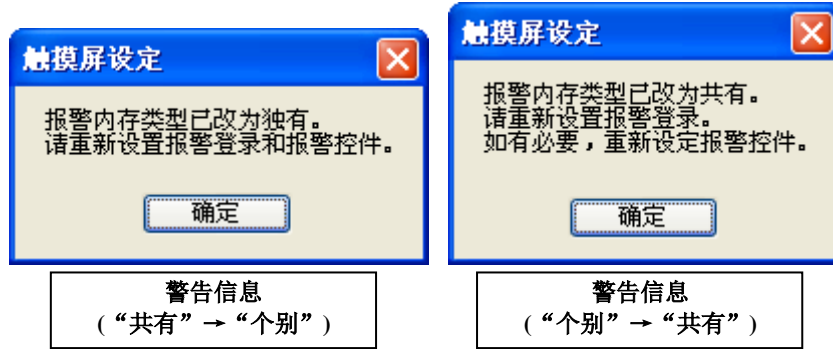 触摸屏设定
报警内存类型已改为独有。
请重新设置报警登录和报警控件。
确定
警告信息
(“共有”→“个别”)
触摸屏设定
报警内存类型已改为共有。
请重新设置报警登录。
如有必要，重新设定报警控件。
确定
警告信息
(“个别”→“共有”)